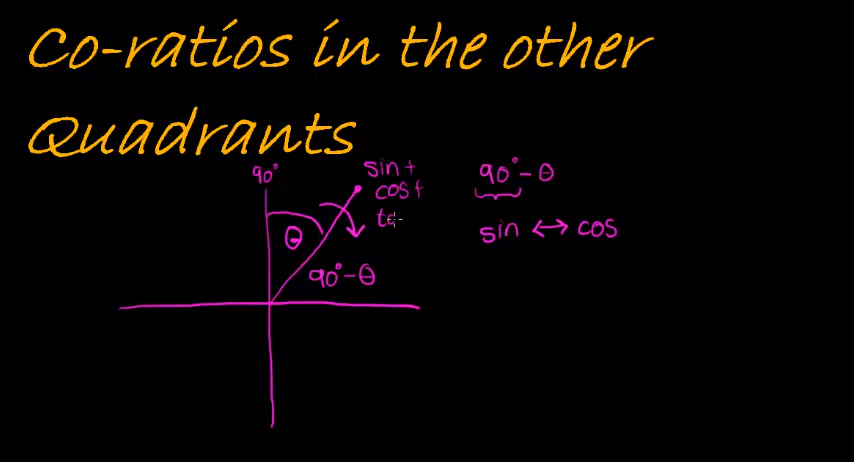 Co-ratios in the other
Quadrants
90°
sin +
cos +
90° - θ
sin ↔ cos
θ
90° - θ